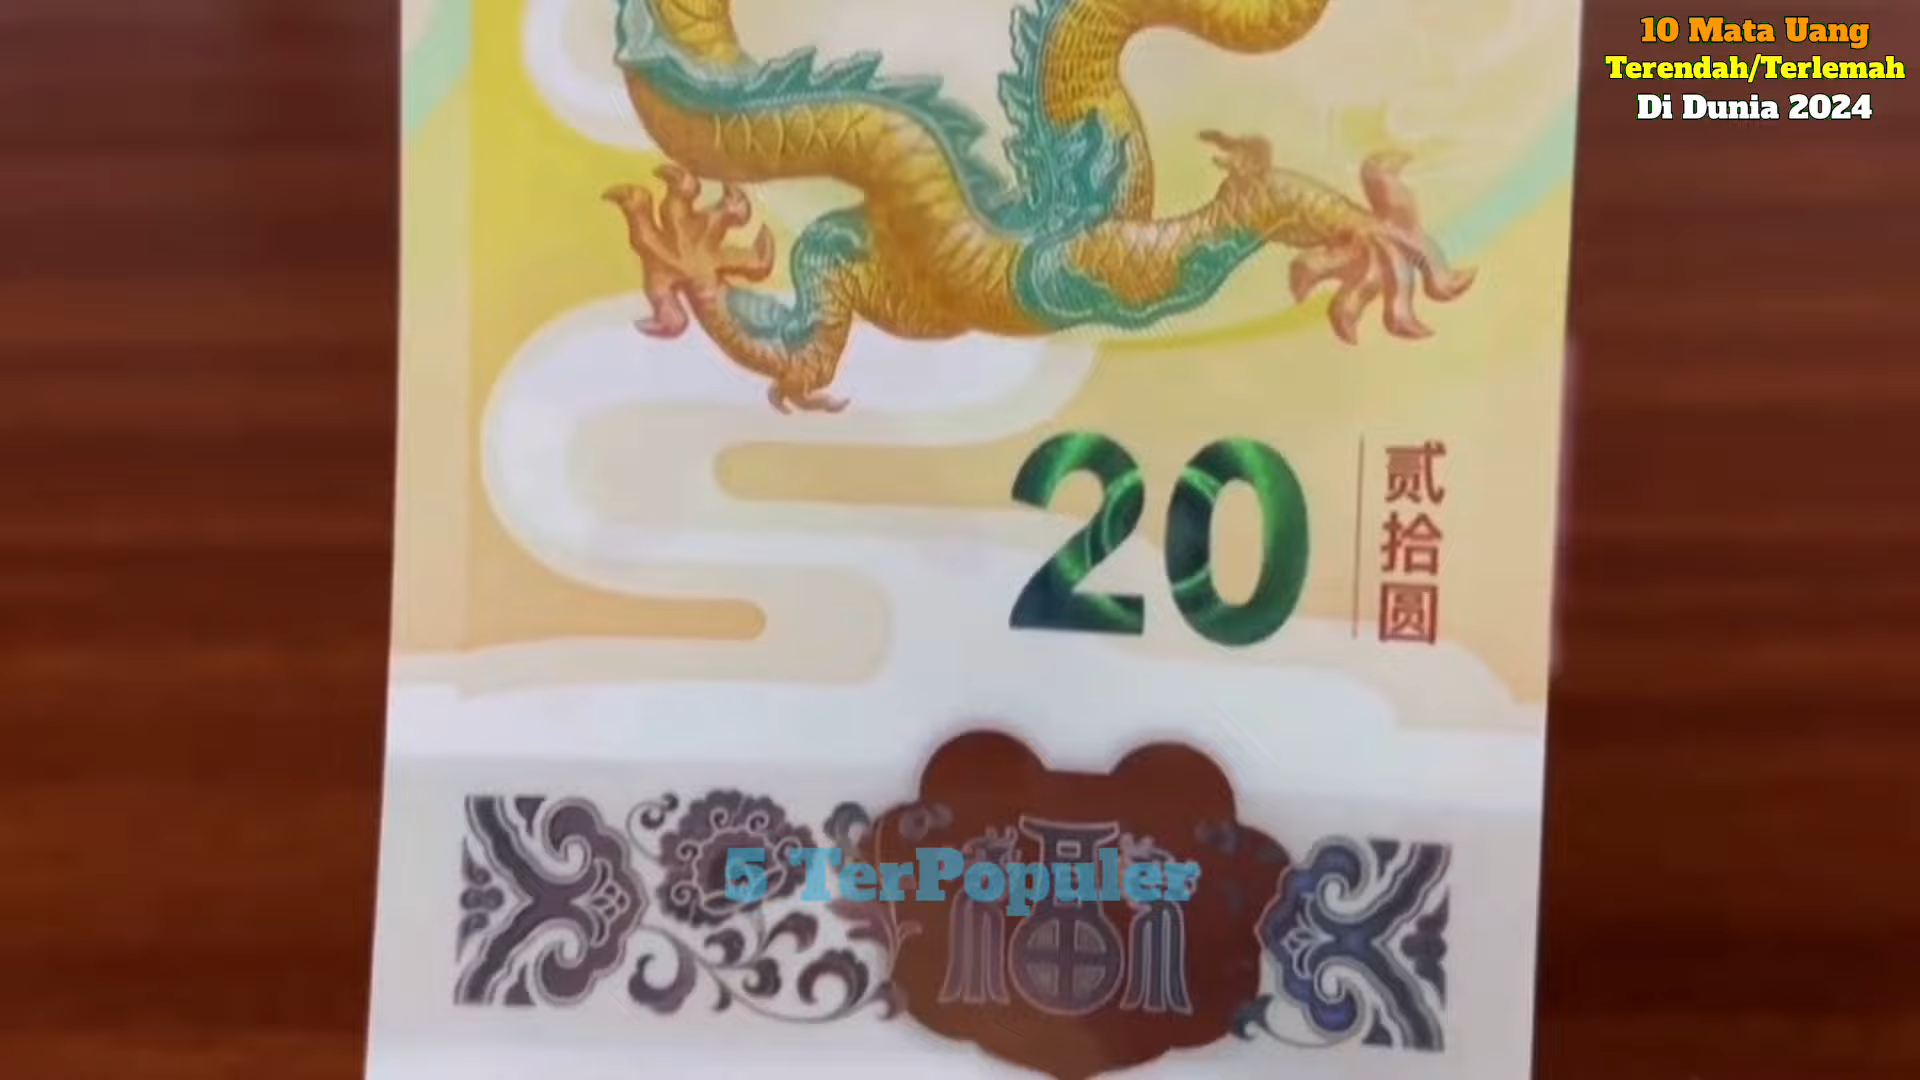 10 Mata Uang
Terendah/Terlemah
Di Dunia 2024
20
贰拾圆
5 TerPopuler
福